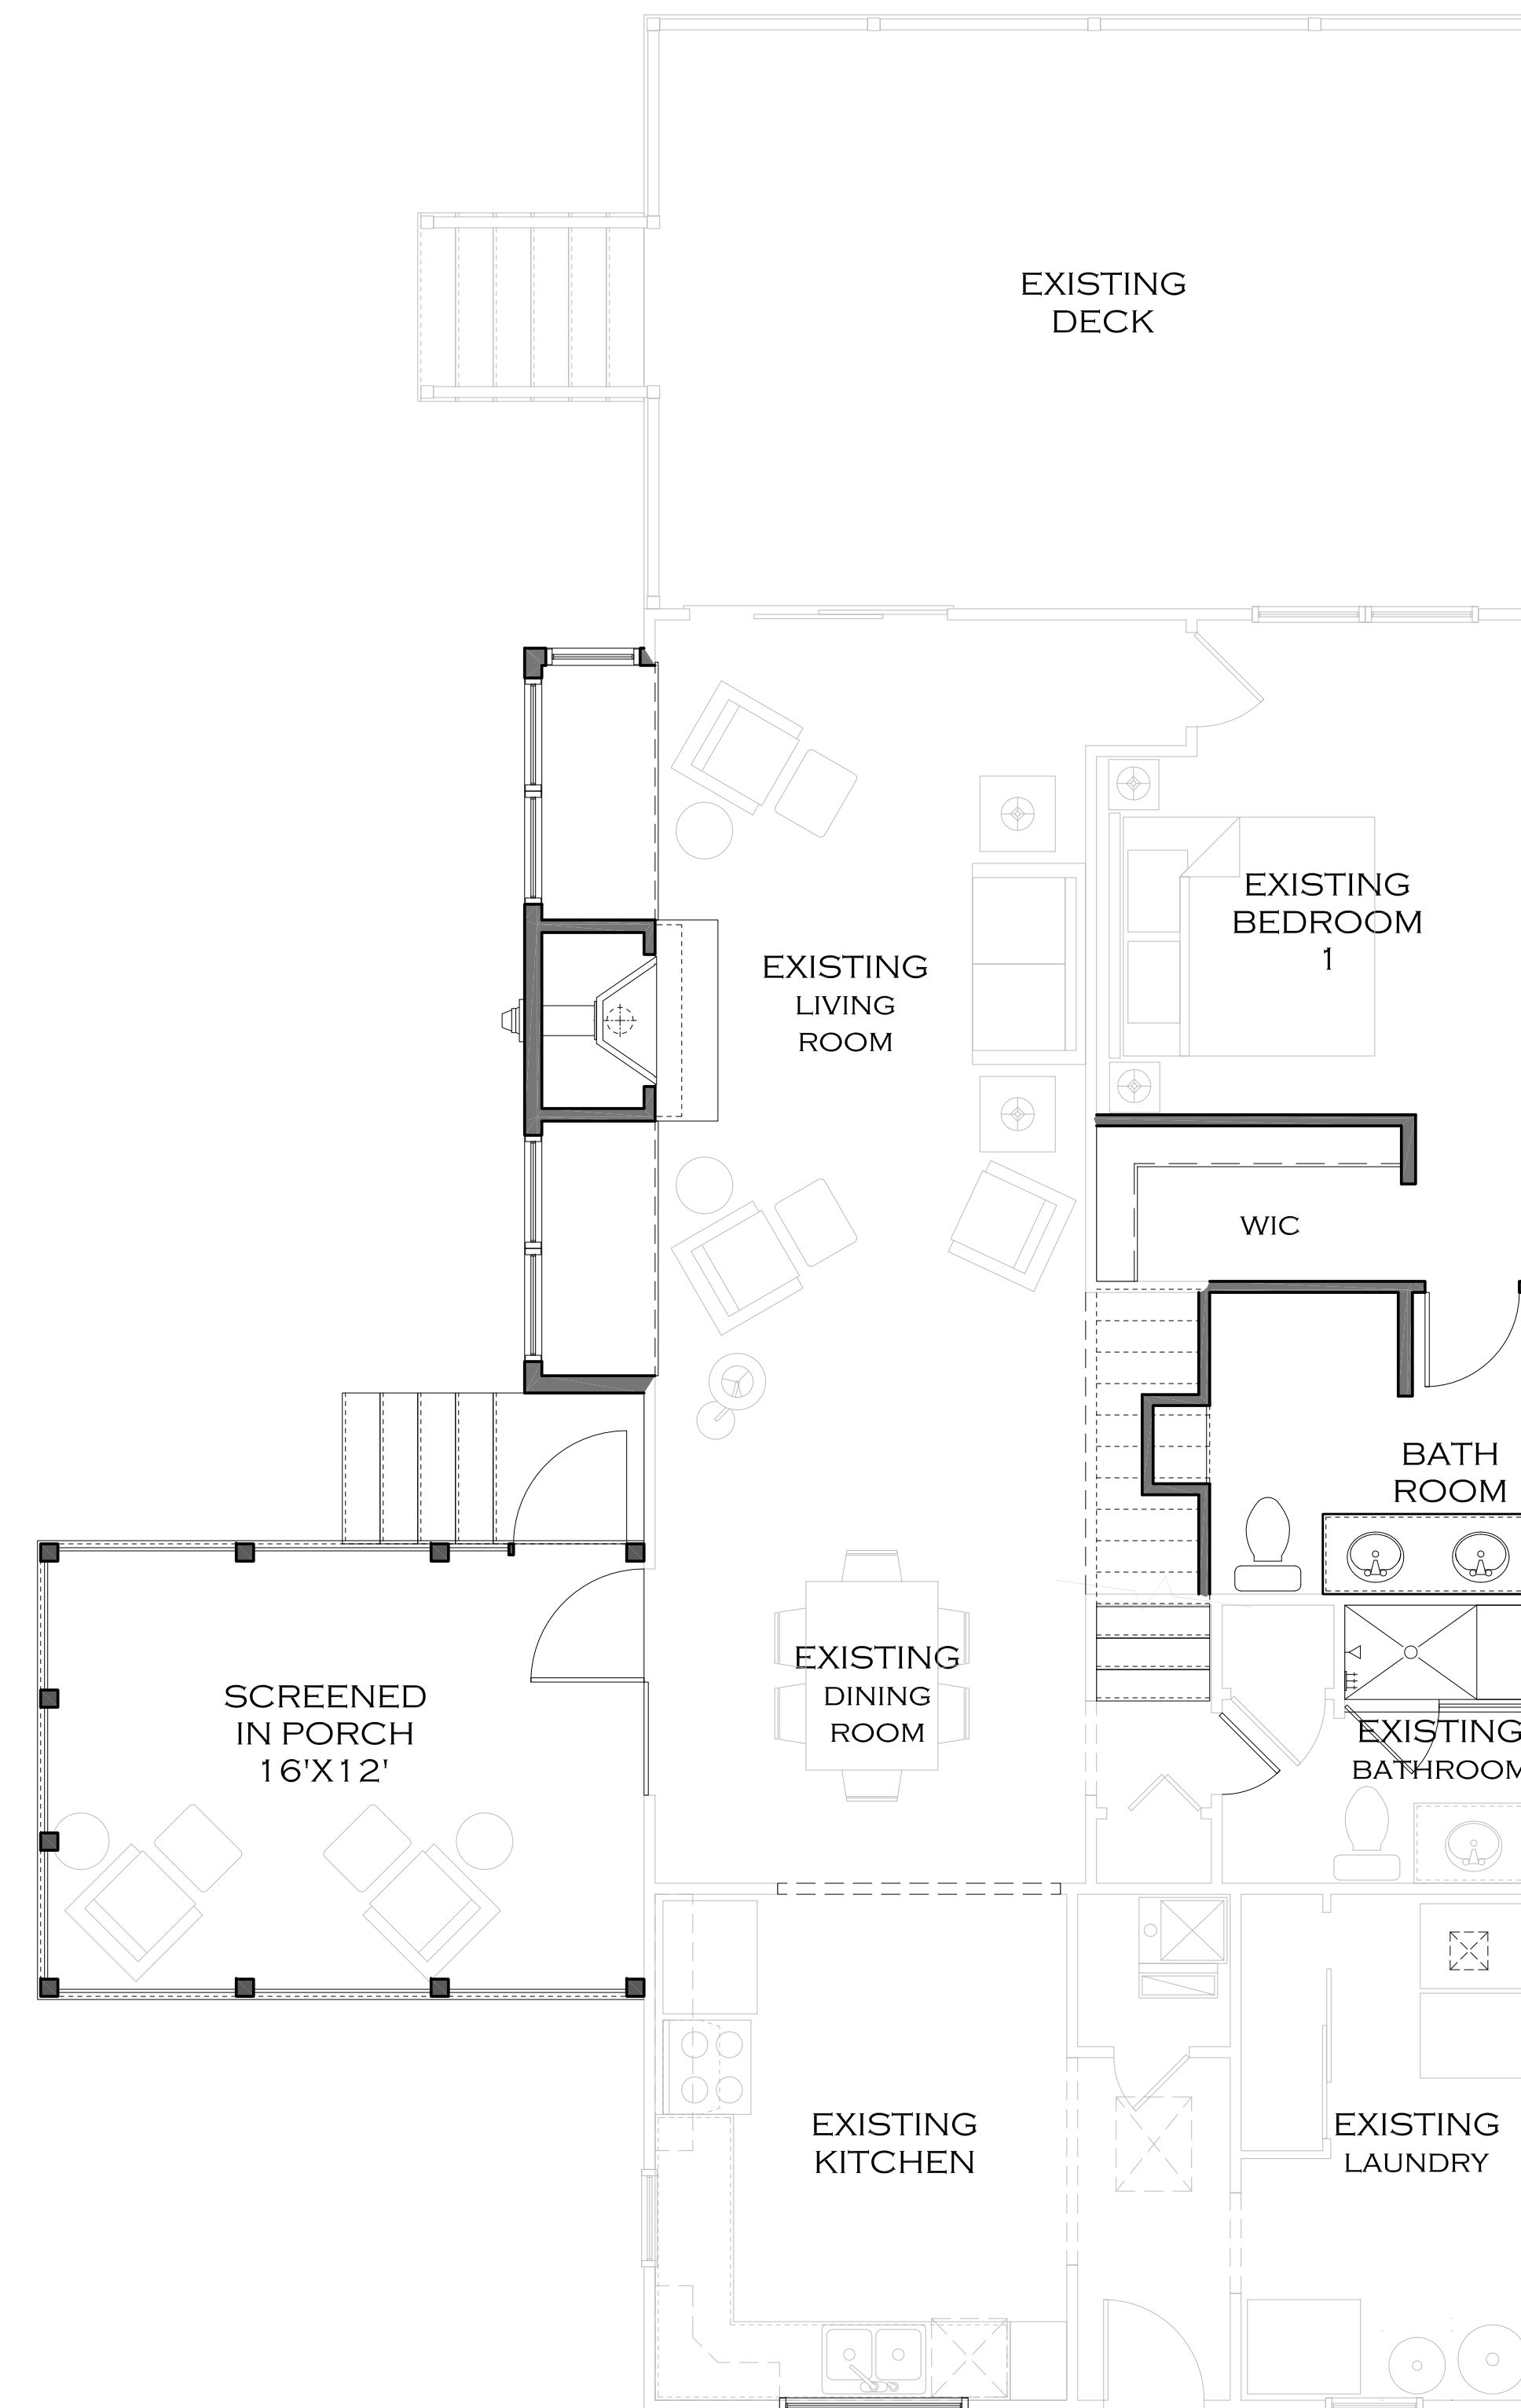 EXISTING
DECK
EXISTING
BEDROOM
1
EXISTING
LIVING
ROOM
WIC
BATH
ROOM
EXISTING
DINING
ROOM
SCREENED
IN PORCH
16'X12'
EXISTING
BATHROOM
EXISTING
KITCHEN
EXISTING
LAUNDRY